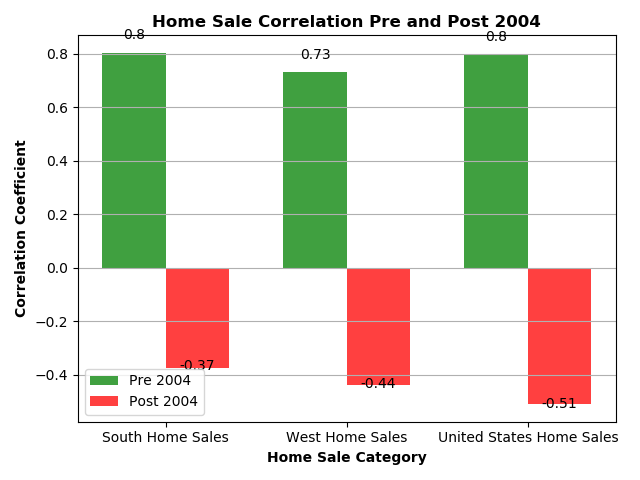 Home Sale Correlation Pre and Post 2004
0.8
0.73
0.8
0.8
0.6
0.4
0.2
0.0
−0.2
−0.4
Correlation Coefficient
-0.37
-0.44
-0.51
Pre 2004
Post 2004
South Home Sales
West Home Sales
United States Home Sales
Home Sale Category